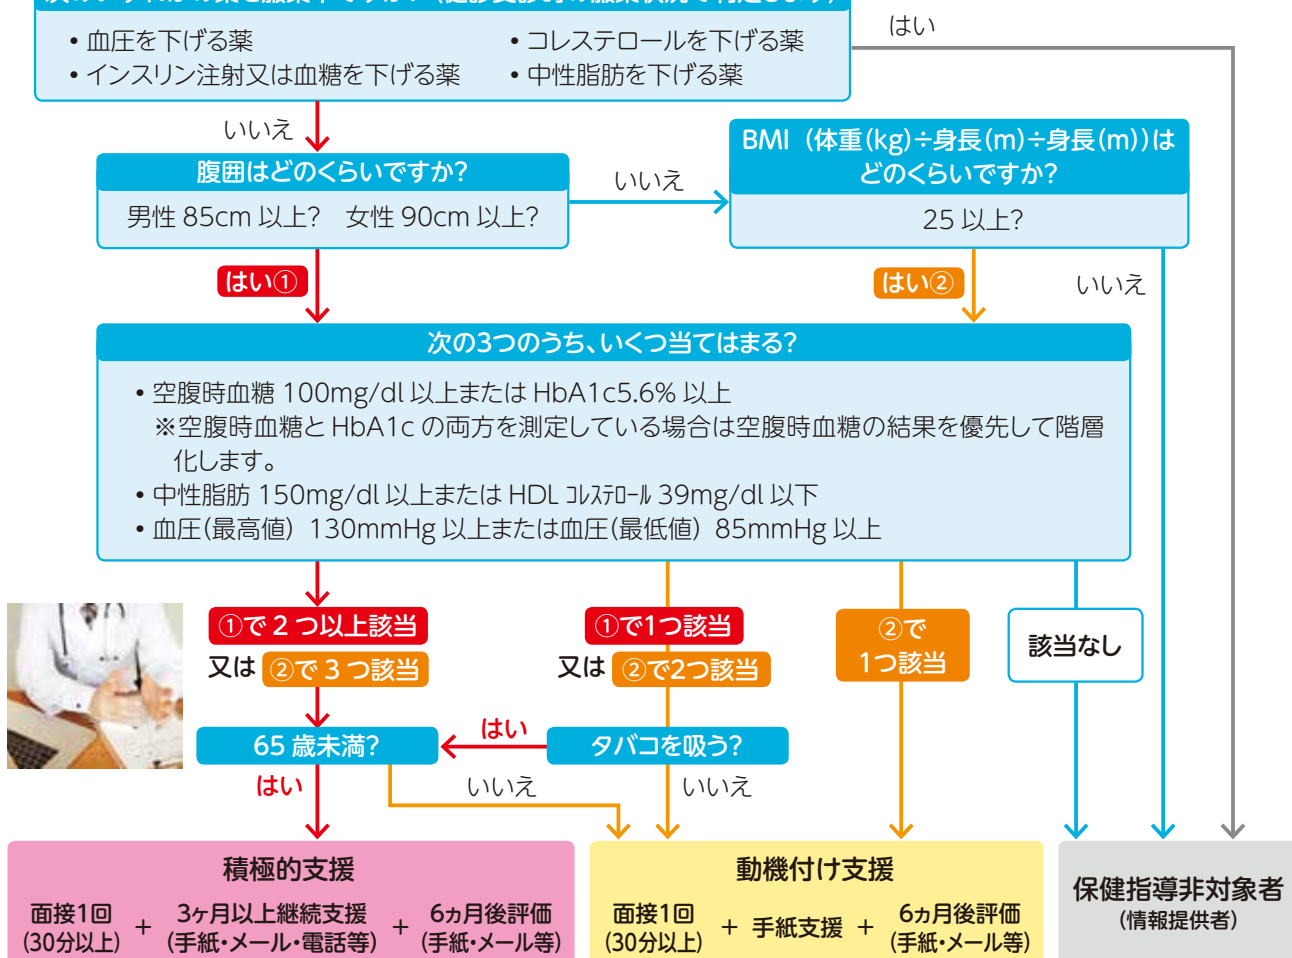 • 血圧を下げる薬
• コレステロールを下げる薬
• インスリン注射又は血糖を下げる薬
• 中性脂肪を下げる薬
はい
いいえ
腹囲はどのくらいですか?
男性 85cm 以上? 女性 90cm 以上?
いいえ
BMI (体重(kg)÷身長(m)÷身長(m))は
どのくらいですか?
25 以上?
はい①
はい②
いいえ
次の3つのうち、いくつ当てはまる?
• 空腹時血糖 100mg/dl 以上または HbA1c5.6% 以上
※空腹時血糖と HbA1c の両方を測定している場合は空腹時血糖の結果を優先して階層
化します。
• 中性脂肪 150mg/dl 以上または HDL ｺﾚｽﾃﾛｰﾙ 39mg/dl 以下
• 血圧(最高値) 130mmHg 以上または血圧(最低値) 85mmHg 以上
①で 2 つ以上該当
又は ②で 3 つ該当
①で1つ該当
又は ②で2つ該当
②で
1つ該当
該当なし
65 歳未満?
はい
タバコを吸う?
はい
いいえ
いいえ
積極的支援
面接1回
(30分以上)
+
3ヶ月以上継続支援
(手紙・メール・電話等)
+
6ヵ月後評価
(手紙・メール等)
動機付け支援
面接1回
(30分以上)
+ 手紙支援 +
6ヵ月後評価
(手紙・メール等)
保健指導非対象者
(情報提供者)